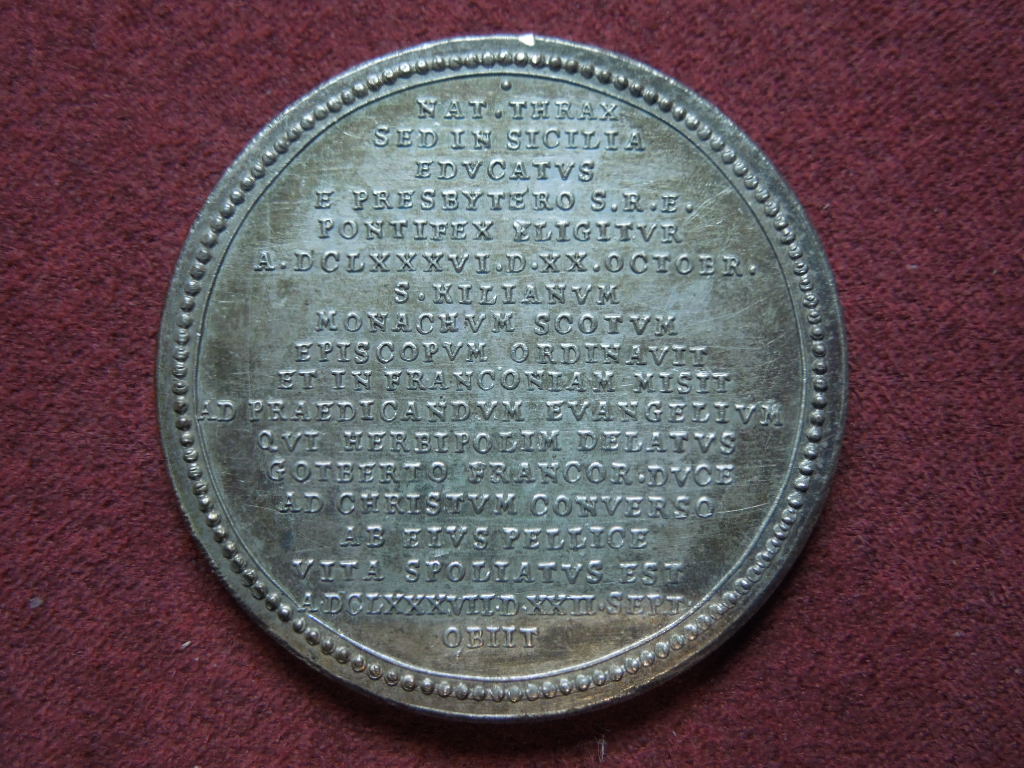 NAT. THRAX
SED IN SICILIA
EDVCATVS
E PRESBYTERO S.R.E.
PONTIFEX ELIGITVR
A.DCLXXXVI.D.XX.OCTOBR.
S.KILIANVM
MONACHVM SCOTVM
EPISCOPVM ORDINAVIT
ET IN FRANCONIAM MISIT
AD PRAEDICANDVM EVANGELIVM
QVI HERBIPOLIM DELATVS
GOTBERTO FRANCOR.DVCE
AD CHRISTVM CONVERSO
AB EIVS PELLICE
VITA SPOLIATVS EST
A.DCLXXXVII.D.XXII.SEPT.
OBIIT